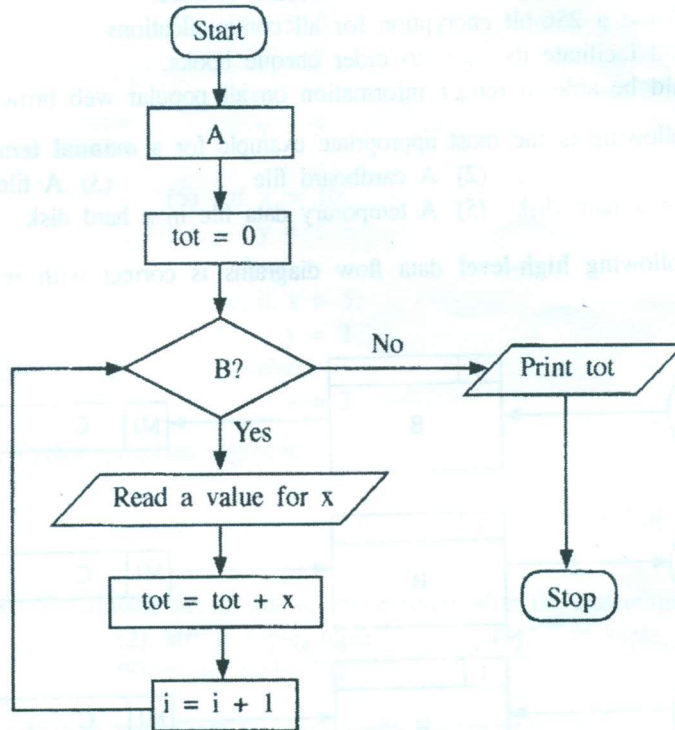 Start
A
tot = 0
B?
No
Print tot
Yes
Read a value for x
tot = tot + x
Stop
i = i + 1